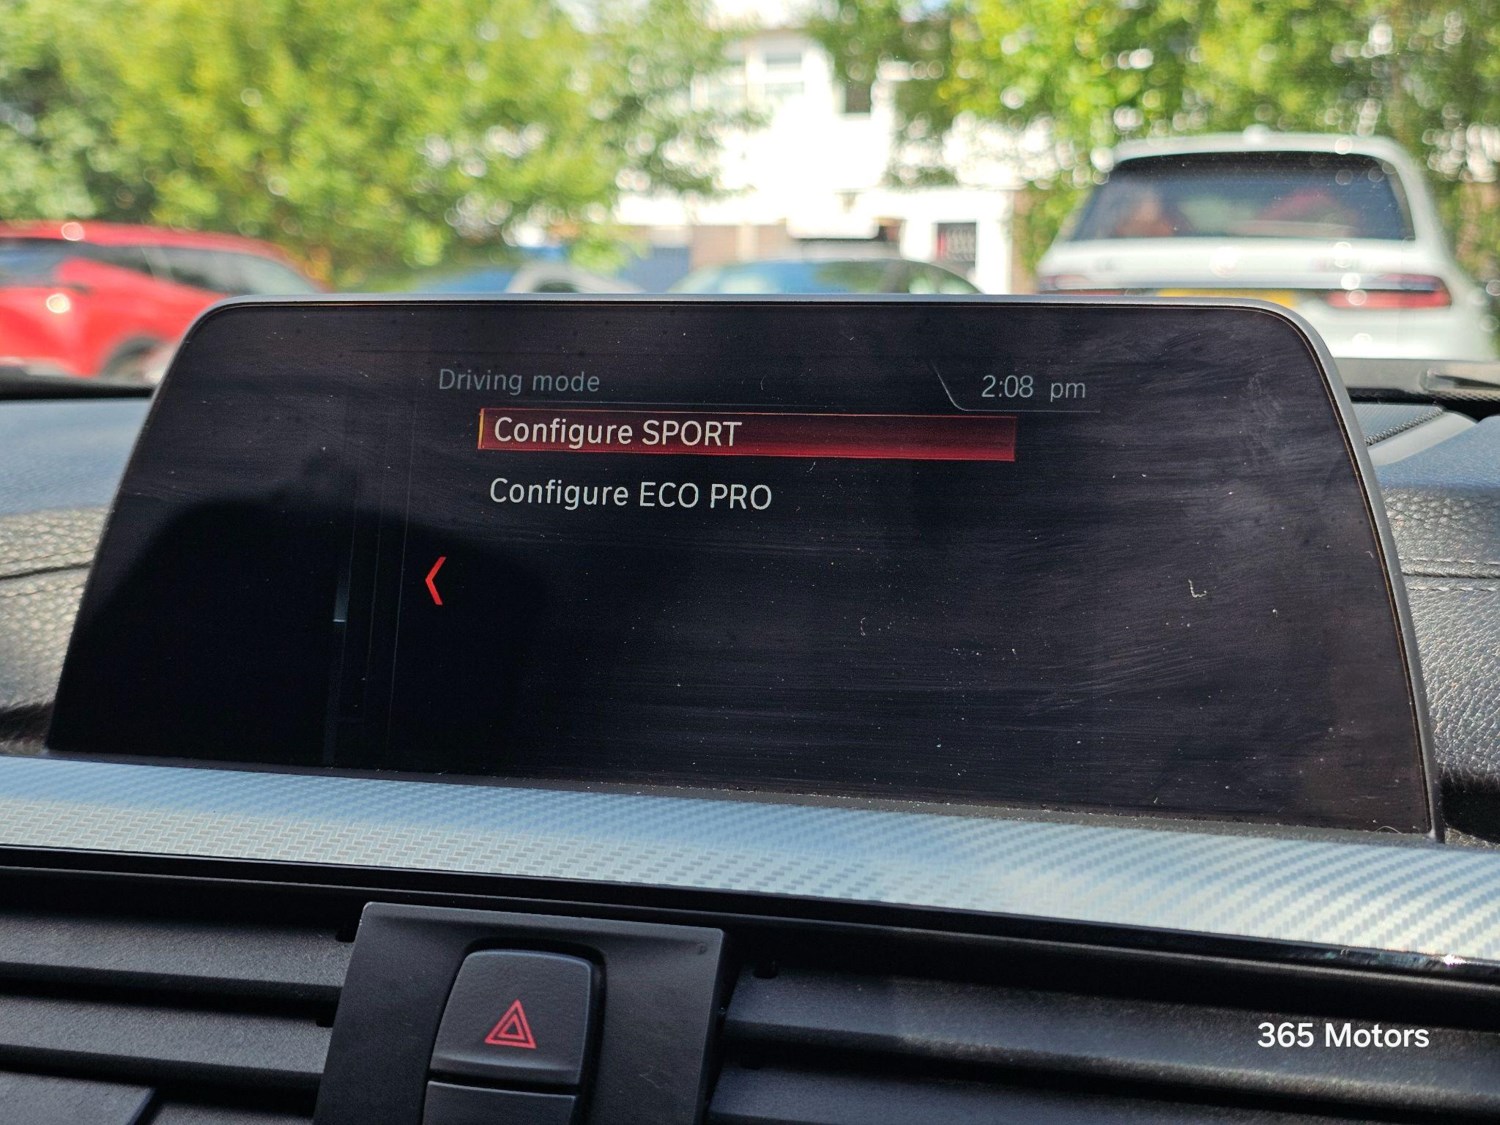 Driving mode
2:08 pm
Configure SPORT
Configure ECO PRO
365 Motors